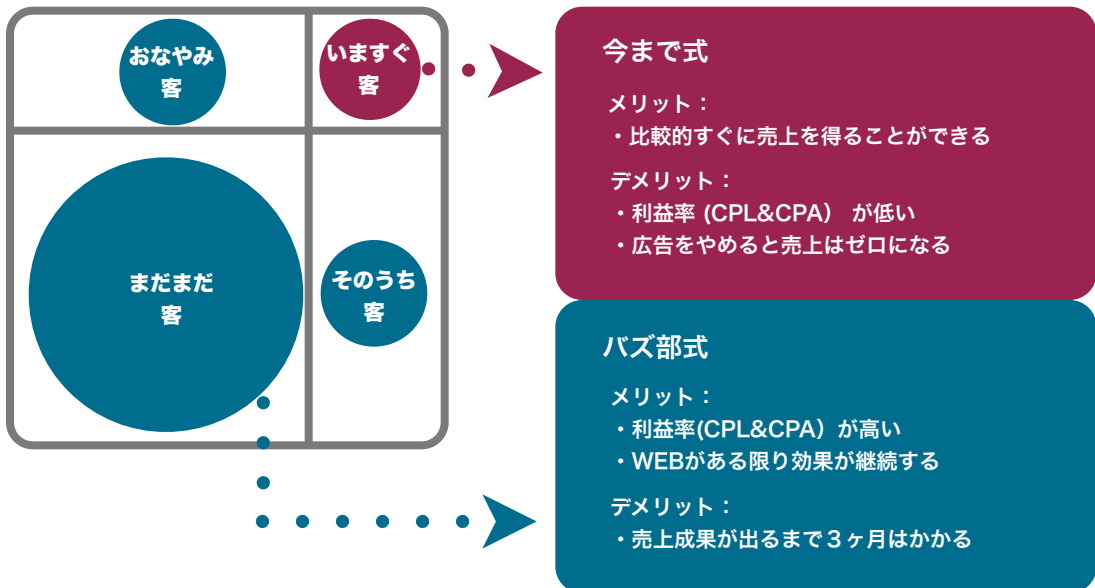 おなやみ
客
いますぐ
客
まだまだ
客
そのうち
客
今まで式
メリット：
・比較的すぐに売上を得ることができる
デメリット：
・利益率 (CPL&CPA） が低い
・広告をやめると売上はゼロになる
バズ部式
メリット：
・利益率(CPL&CPA）が高い
・WEBがある限り効果が継続する
デメリット：
・売上成果が出るまで３ヶ月はかかる